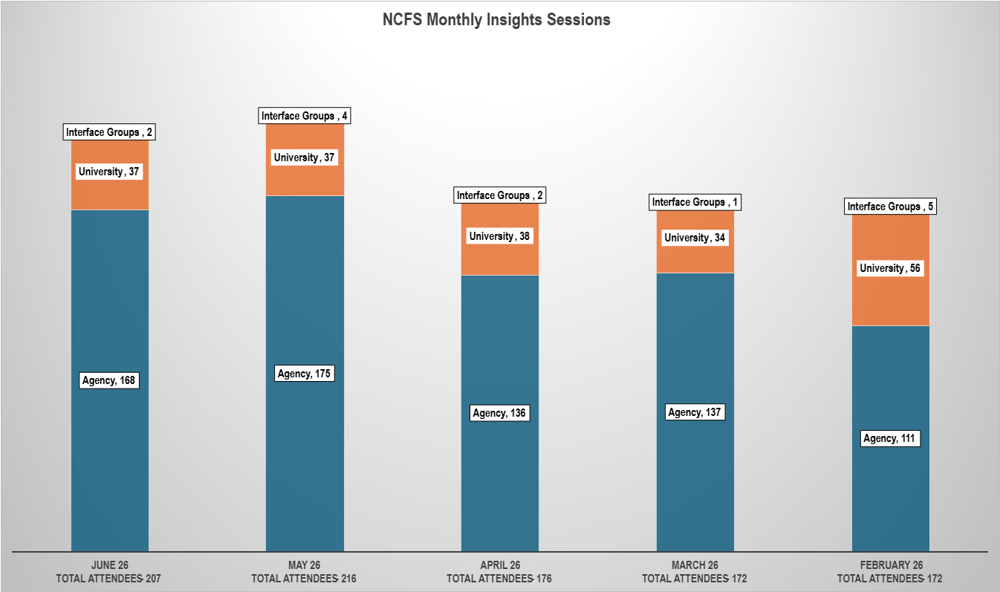 NCFS Monthly Insights Sessions
Interface Groups , 2
University, 37
Agency, 168
JUNE 26
TOTAL ATTENDEES- 207
Interface Groups , 4
University, 37
Agency, 175
MAY 26
TOTAL ATTENDEES- 216
Interface Groups , 2
University, 38
Agency, 136
APRIL 26
TOTAL ATTENDEES- 176
Interface Groups , 1
University, 34
Agency, 137
MARCH 26
TOTAL ATTENDEES- 172
Interface Groups , 5
University, 56
Agency, 111
FEBRUARY 26
TOTAL ATTENDEES- 172